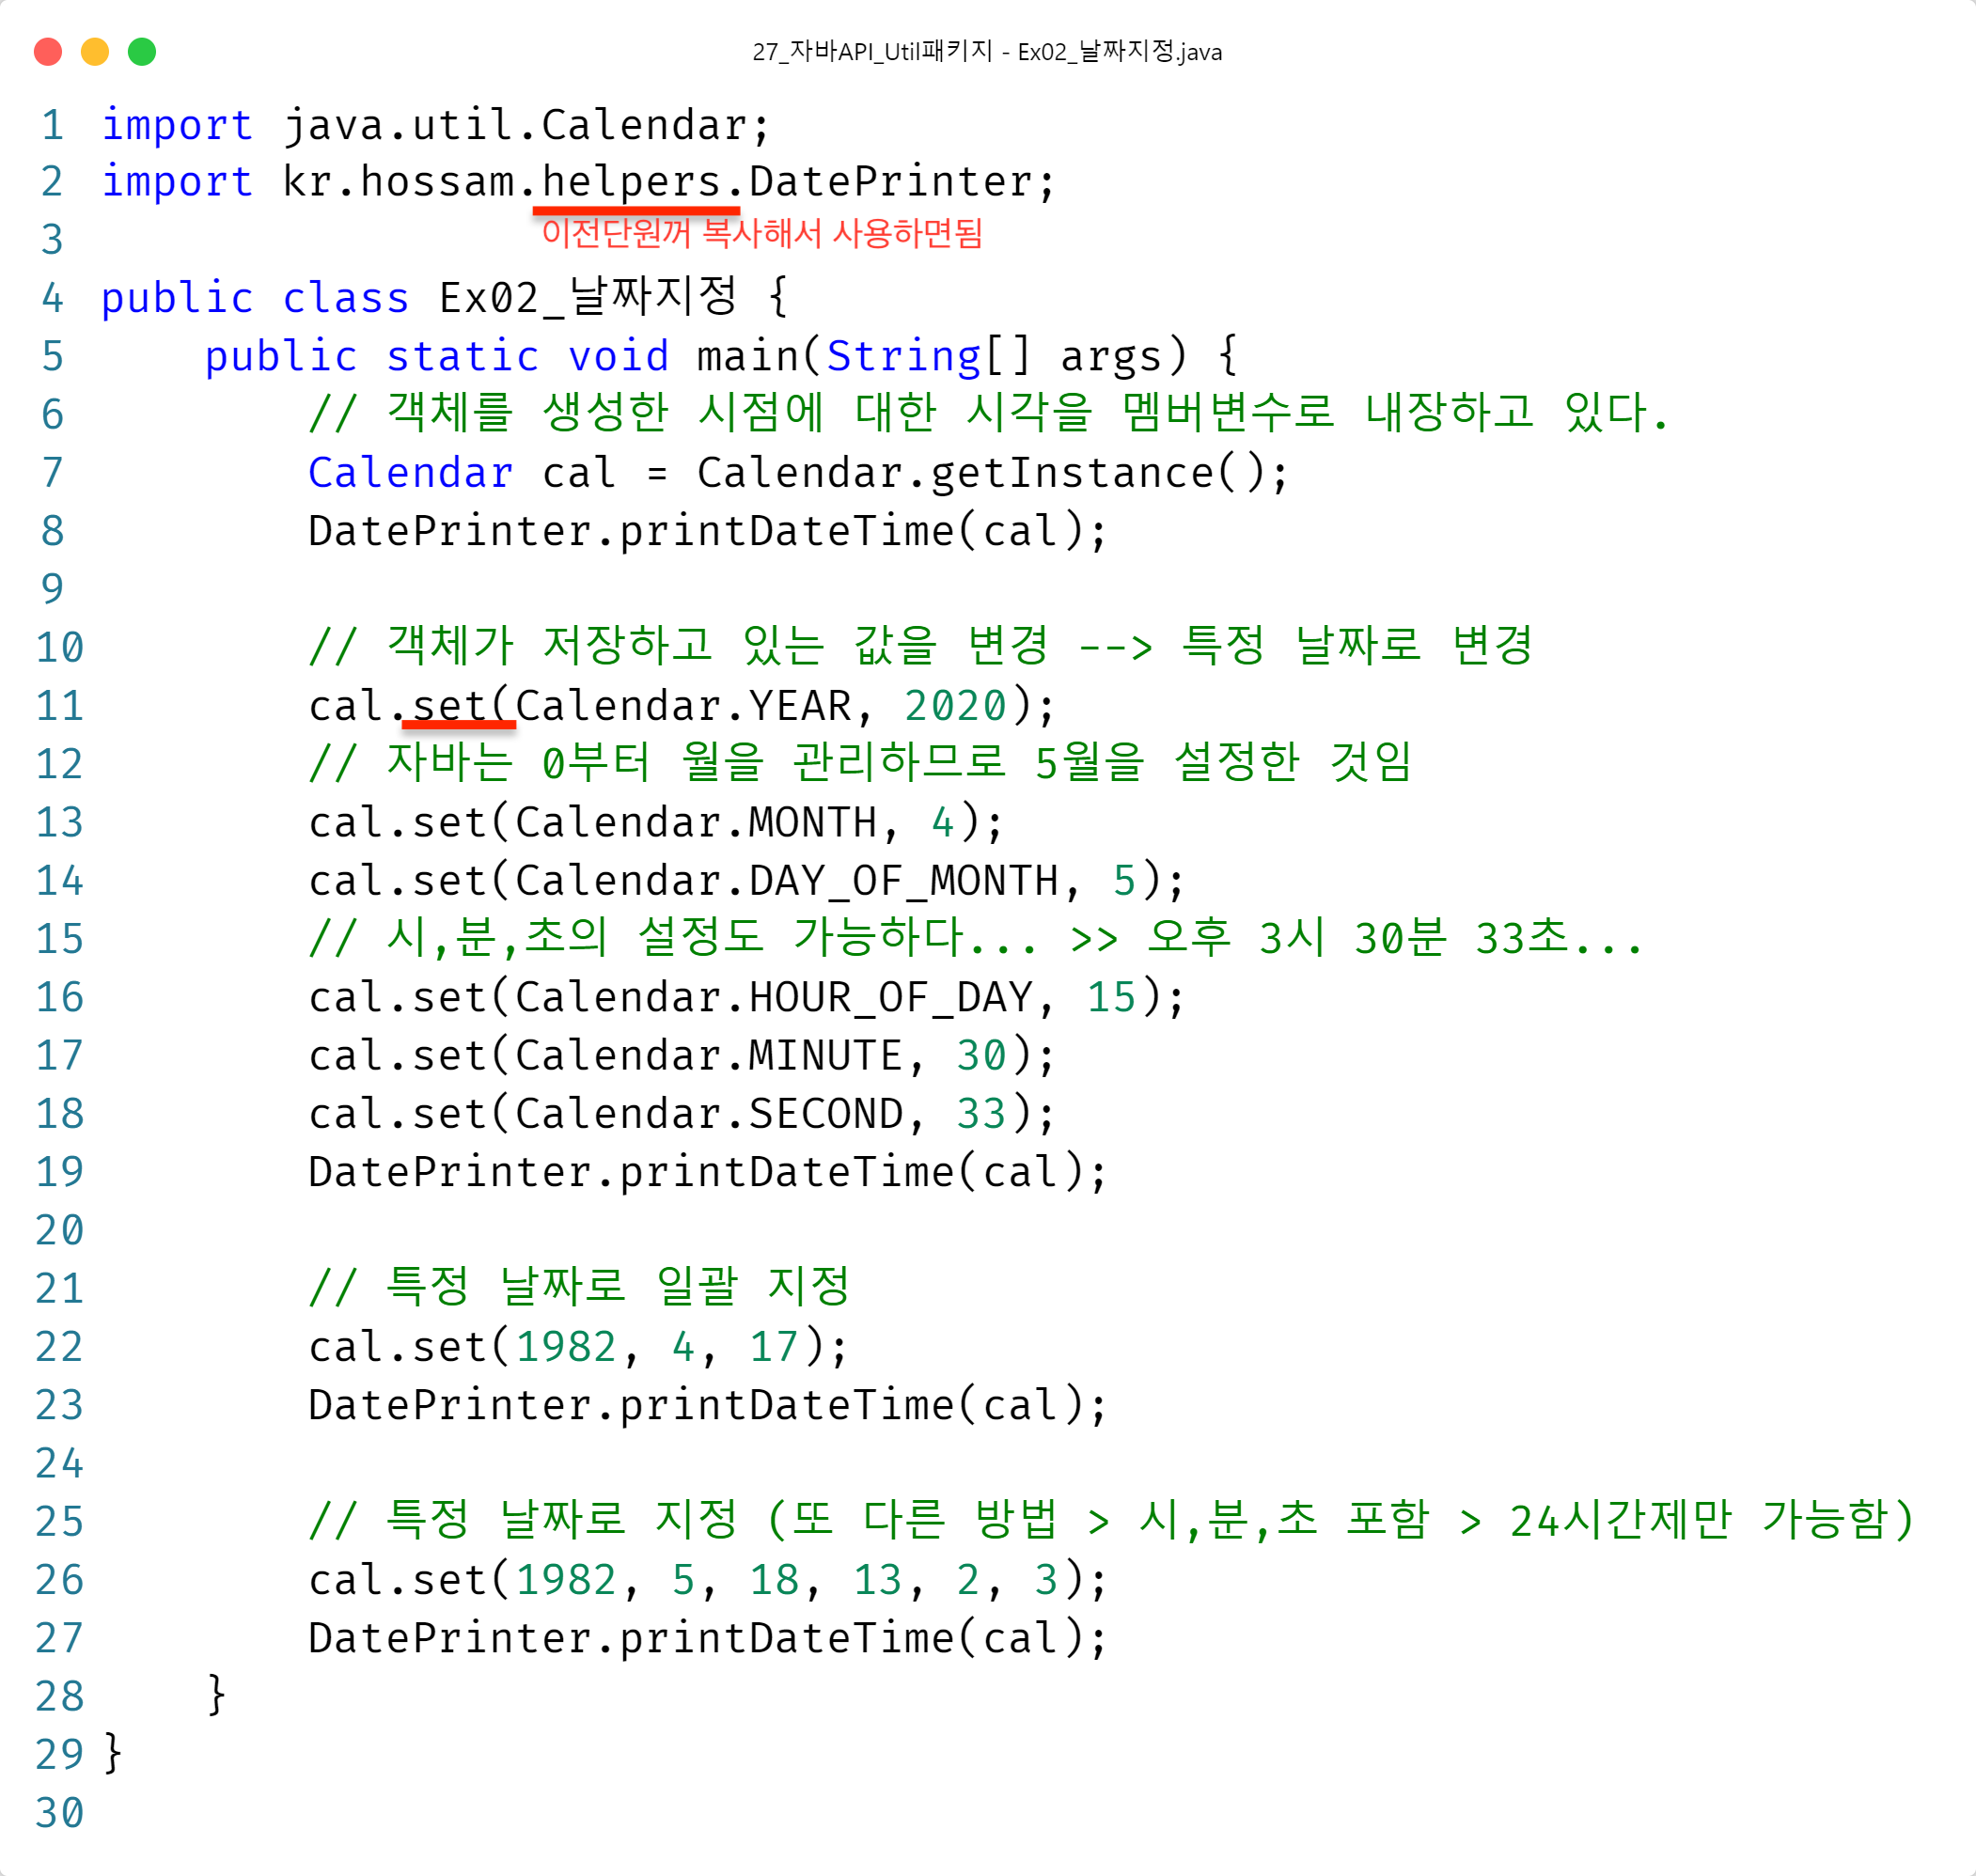 27_자바API_Util패키지 - Ex02_날짜지정.java
1 import java.util.Calendar;
2 import kr.hossam.helpers.DatePrinter;
이전단원꺼 복사해서 사용하면됨
3
4 public class Ex02_날짜지정 {
5     public static void main(String[] args) {
6         // 객체를 생성한 시점에 대한 시각을 멤버변수로 내장하고 있다.
7         Calendar cal = Calendar.getInstance();
8         DatePrinter.printDateTime(cal);
9
10         // 객체가 저장하고 있는 값을 변경 --> 특정 날짜로 변경
11         cal.set(Calendar.YEAR, 2020);
12         // 자바는 0부터 월을 관리하므로 5월을 설정한 것임
13         cal.set(Calendar.MONTH, 4);
14         cal.set(Calendar.DAY_OF_MONTH, 5);
15         // 시,분,초의 설정도 가능하다... >> 오후 3시 30분 33초...
16         cal.set(Calendar.HOUR_OF_DAY, 15);
17         cal.set(Calendar.MINUTE, 30);
18         cal.set(Calendar.SECOND, 33);
19         DatePrinter.printDateTime(cal);
20
21         // 특정 날짜로 일괄 지정
22         cal.set(1982, 4, 17);
23         DatePrinter.printDateTime(cal);
24
25         // 특정 날짜로 지정 (또 다른 방법 > 시,분,초 포함 > 24시간제만 가능함)
26         cal.set(1982, 5, 18, 13, 2, 3);
27         DatePrinter.printDateTime(cal);
28     }
29 }
30